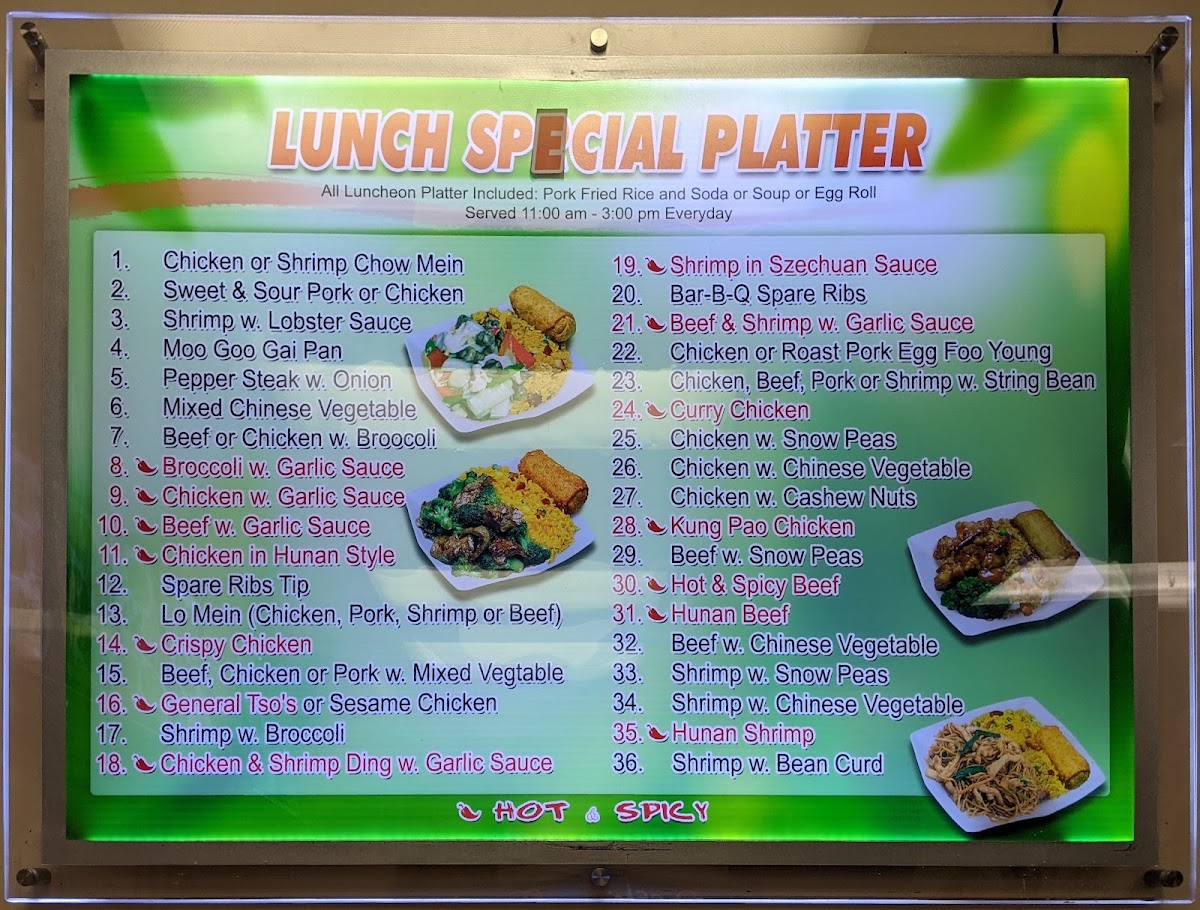 LUNCH SPECIAL PLATTER
All Luncheon Platter Included: Pork Fried Rice and Soda or Soup or Egg Roll
Served 11:00 am - 3:00 pm Everyday
1. Chicken or Shrimp Chow Mein
2. Sweet & Sour Pork or Chicken
3. Shrimp w. Lobster Sauce
4. Moo Goo Gai Pan
5. Pepper Steak w. Onion
6. Mixed Chinese Vegetable
7. Beef or Chicken w. Broocoli
8. Broccoli w. Garlic Sauce
9. Chicken w. Garlic Sauce
10. Beef w. Garlic Sauce
11. Chicken in Hunan Style
12. Spare Ribs Tip
13. Lo Mein (Chicken, Pork, Shrimp or Beef)
14. Crispy Chicken
15. Beef, Chicken or Pork w. Mixed Vegtable
16. General Tso's or Sesame Chicken
17. Shrimp w. Broccoli
18. Chicken & Shrimp Ding w. Garlic Sauce
19. Shrimp in Szechuan Sauce
20. Bar-B-Q Spare Ribs
21. Beef & Shrimp w. Garlic Sauce
22. Chicken or Roast Pork Egg Foo Young
23. Chicken, Beef, Pork or Shrimp w. String Bean
24. Curry Chicken
25. Chicken w. Snow Peas
26. Chicken w. Chinese Vegetable
27. Chicken w. Cashew Nuts
28. Kung Pao Chicken
29. Beef w. Snow Peas
30. Hot & Spicy Beef
31. Hunan Beef
32. Beef w. Chinese Vegetable
33. Shrimp w. Snow Peas
34. Shrimp w. Chinese Vegetable
35. Hunan Shrimp
36. Shrimp w. Bean Curd
HOT & SPICY